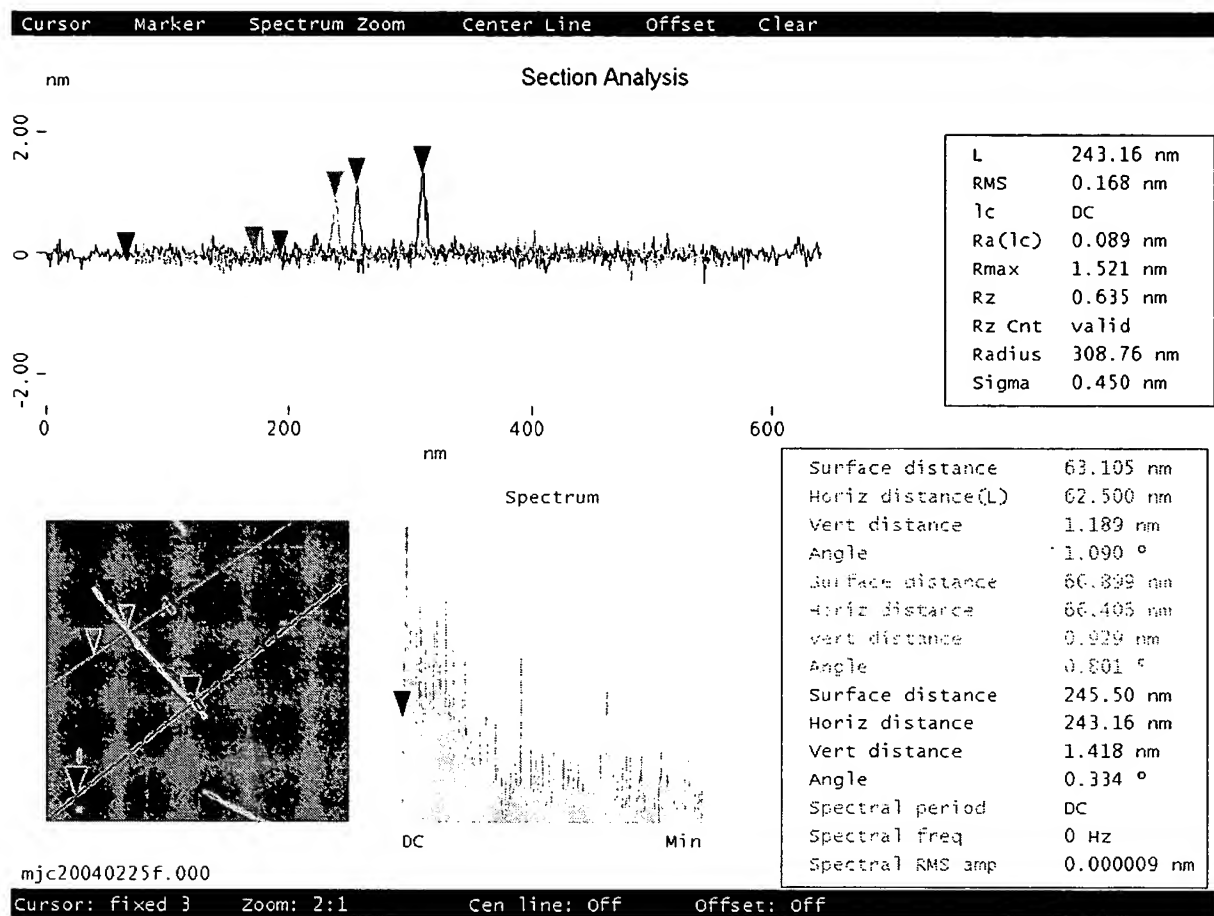 Cursor Marker Spectrum Zoom Center Line Offset Clear
nm
Section Analysis
2.00
0
-2.00
0 200 400 600
nm
L 243.16 nm
RMS 0.168 nm
lc DC
Ra(lc) 0.089 nm
Rmax 1.521 nm
Rz 0.635 nm
Rz Cnt valid
Radius 308.76 nm
Sigma 0.450 nm
Surface distance 63.105 nm
Horiz distance(L) 62.500 nm
Vert distance 1.189 nm
Angle 1.090 °
Surface distance 66.899 nm
Horiz distance 66.405 nm
Vert distance 0.929 nm
Angle 0.801 °
Surface distance 245.50 nm
Horiz distance 243.16 nm
Vert distance 1.418 nm
Angle 0.334 °
Spectral period DC
Spectral freq 0 Hz
Spectral RMS amp 0.000009 nm
Spectrum
DC Min
mjc20040225f.000
Cursor: fixed 3 Zoom: 2:1 Cen line: Off Offset: Off